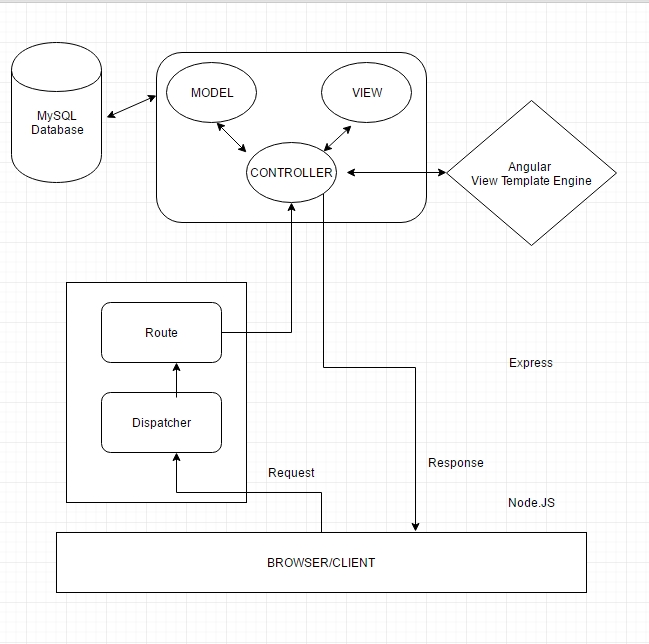 MySQL
Database
MODEL
VIEW
CONTROLLER
Angular
View Template Engine
Route
Dispatcher
Express
Request
Response
Node.JS
BROWSER/CLIENT